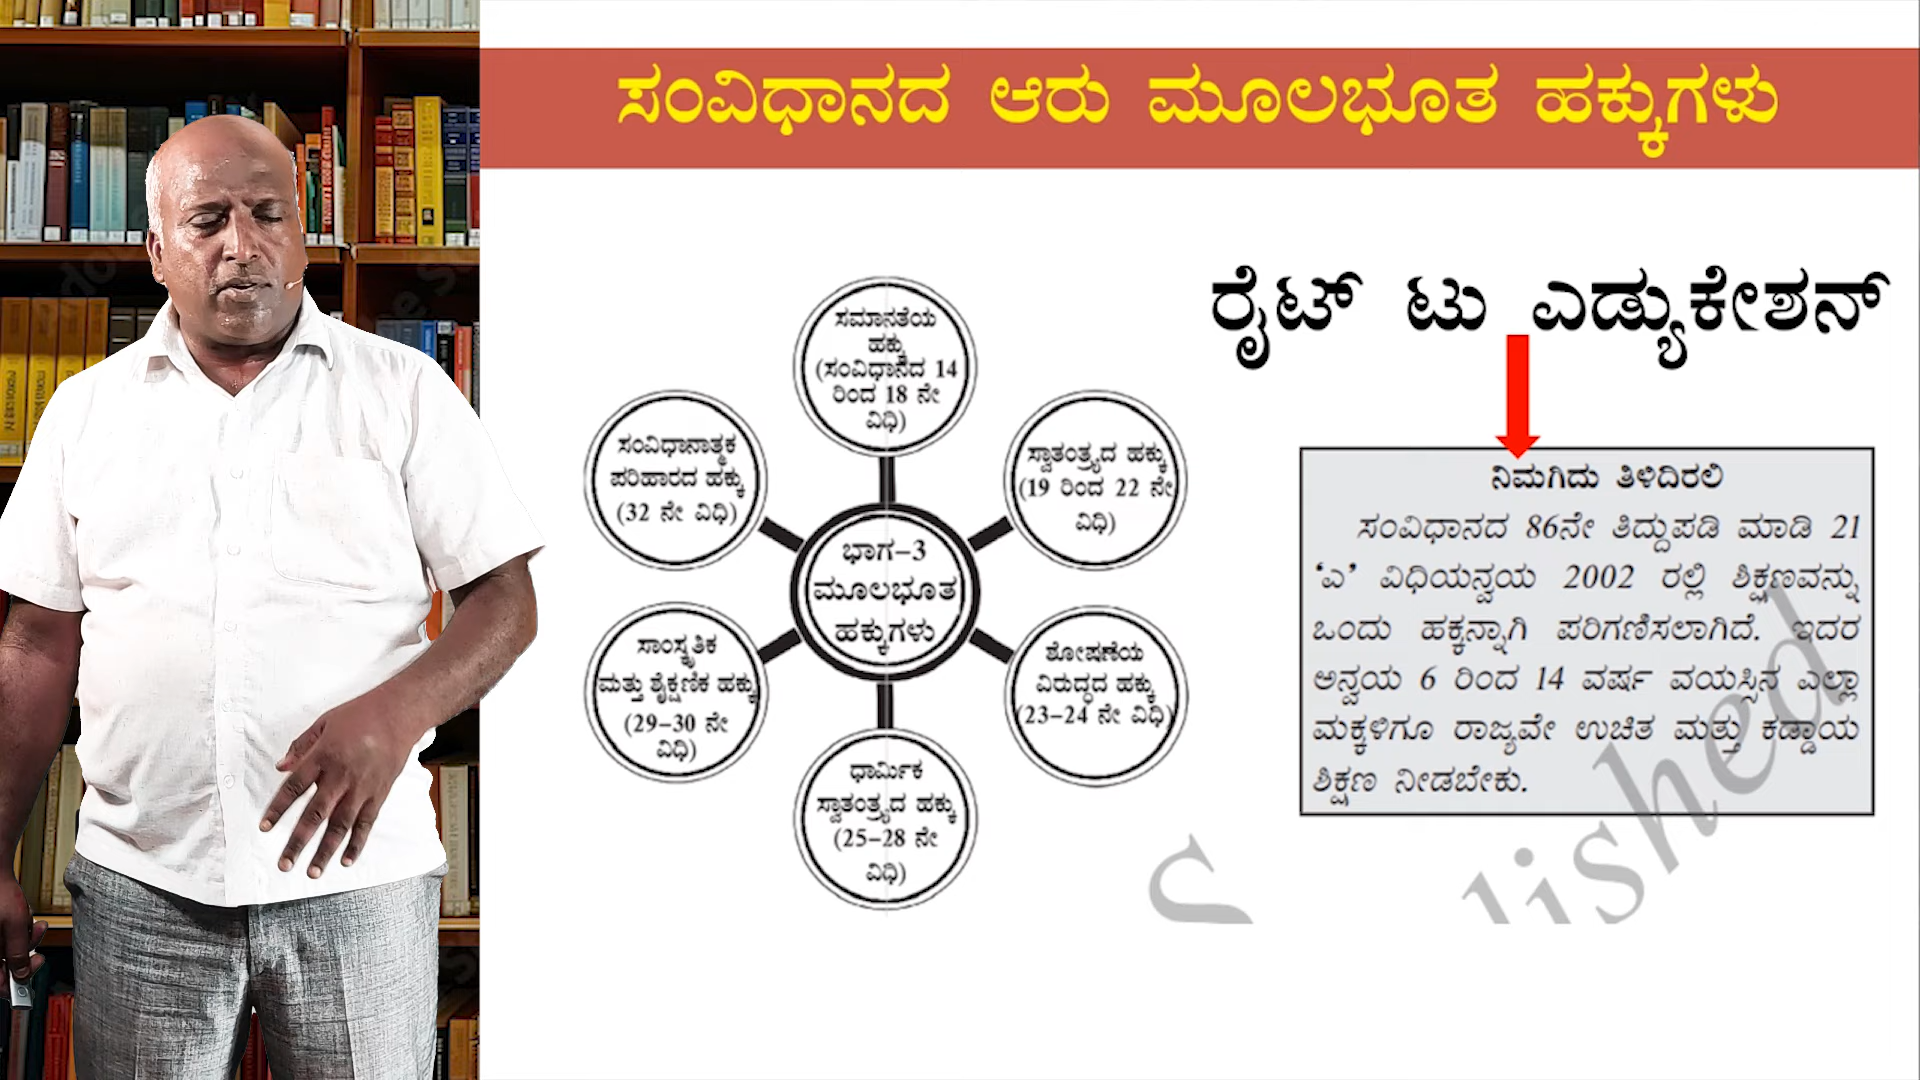 ಸಂವಿಧಾನದ ಆರು ಮೂಲಭೂತ ಹಕ್ಕುಗಳು
ರೈಟ್ ಟು ಎಡ್ಯುಕೇಶನ್
ಸಮಾನತೆಯ
ಹಕ್ಕು
(ಸಂವಿಧಾನದ 14
ರಿಂದ 18 ನೇ
ವಿಧಿ)
ಸ್ವಾತಂತ್ರ್ಯದ ಹಕ್ಕು
(19 ರಿಂದ 22 ನೇ
ವಿಧಿ)
ಶೋಷಣೆಯ
ವಿರುದ್ಧದ ಹಕ್ಕು
(23–24 ನೇ ವಿಧಿ)
ಧಾರ್ಮಿಕ
ಸ್ವಾತಂತ್ರ್ಯದ ಹಕ್ಕು
(25–28 ನೇ
ವಿಧಿ)
ಸಾಂಸ್ಕೃತಿಕ
ಮತ್ತು ಶೈಕ್ಷಣಿಕ ಹಕ್ಕು
(29–30 ನೇ
ವಿಧಿ)
ಸಂವಿಧಾನಾತ್ಮಕ
ಪರಿಹಾರದ ಹಕ್ಕು
(32 ನೇ ವಿಧಿ)
ಭಾಗ–3
ಮೂಲಭೂತ
ಹಕ್ಕುಗಳು
ನಿಮಗಿದು ತಿಳಿದಿರಲಿ
ಸಂವಿಧಾನದ 86ನೇ ತಿದ್ದುಪಡಿ ಮಾಡಿ 21
‘ಎ’ ವಿಧಿಯನ್ವಯ 2002 ರಲ್ಲಿ ಶಿಕ್ಷಣವನ್ನು
ಒಂದು ಹಕ್ಕನ್ನಾಗಿ ಪರಿಗಣಿಸಲಾಗಿದೆ. ಇದರ
ಅನ್ವಯ 6 ರಿಂದ 14 ವರ್ಷ ವಯಸ್ಸಿನ ಎಲ್ಲಾ
ಮಕ್ಕಳಿಗೂ ರಾಜ್ಯವೇ ಉಚಿತ ಮತ್ತು ಕಡ್ಡಾಯ
ಶಿಕ್ಷಣ ನೀಡಬೇಕು.